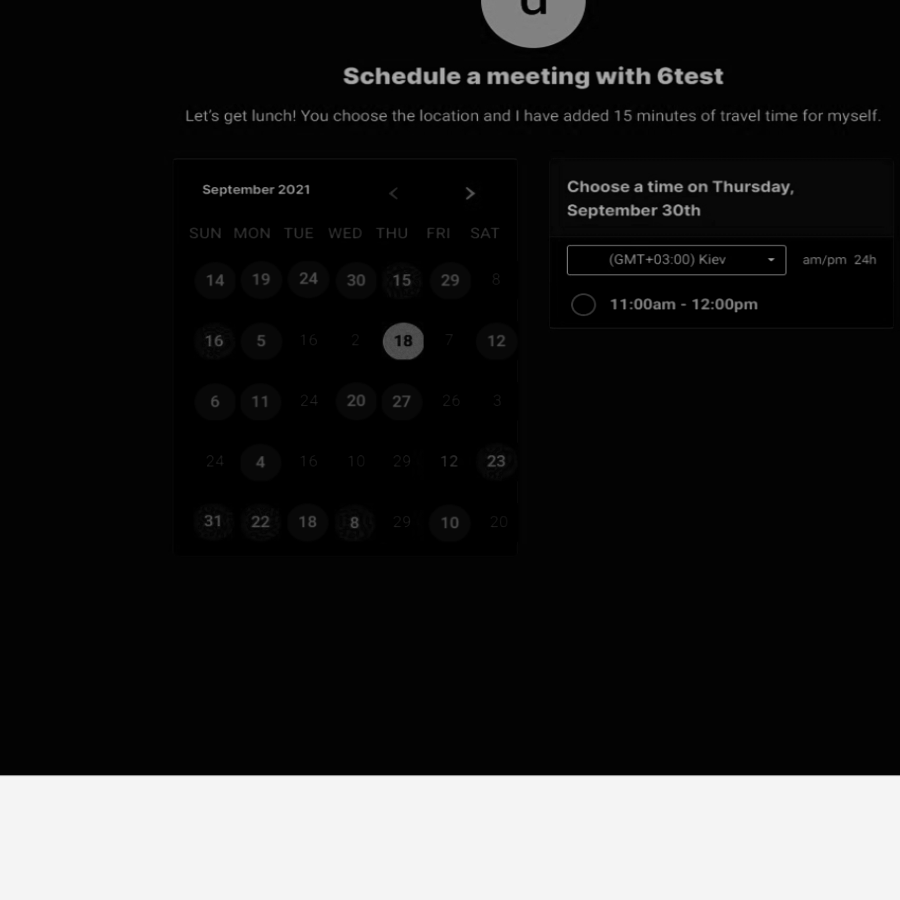 d
Schedule a meeting with 6test
Let's get lunch! You choose the location and I have added 15 minutes of travel time for myself.
September 2021 < >
SUN MON TUE WED THU FRI SAT
14 19 24 30 15 29 8
16 5 16 2 18 7 12
6 11 24 20 27 26 3
24 4 16 10 29 12 23
31 22 18 8 29 10 20
Choose a time on Thursday,
September 30th
(GMT+03:00) Kiev am/pm 24h
11:00am - 12:00pm